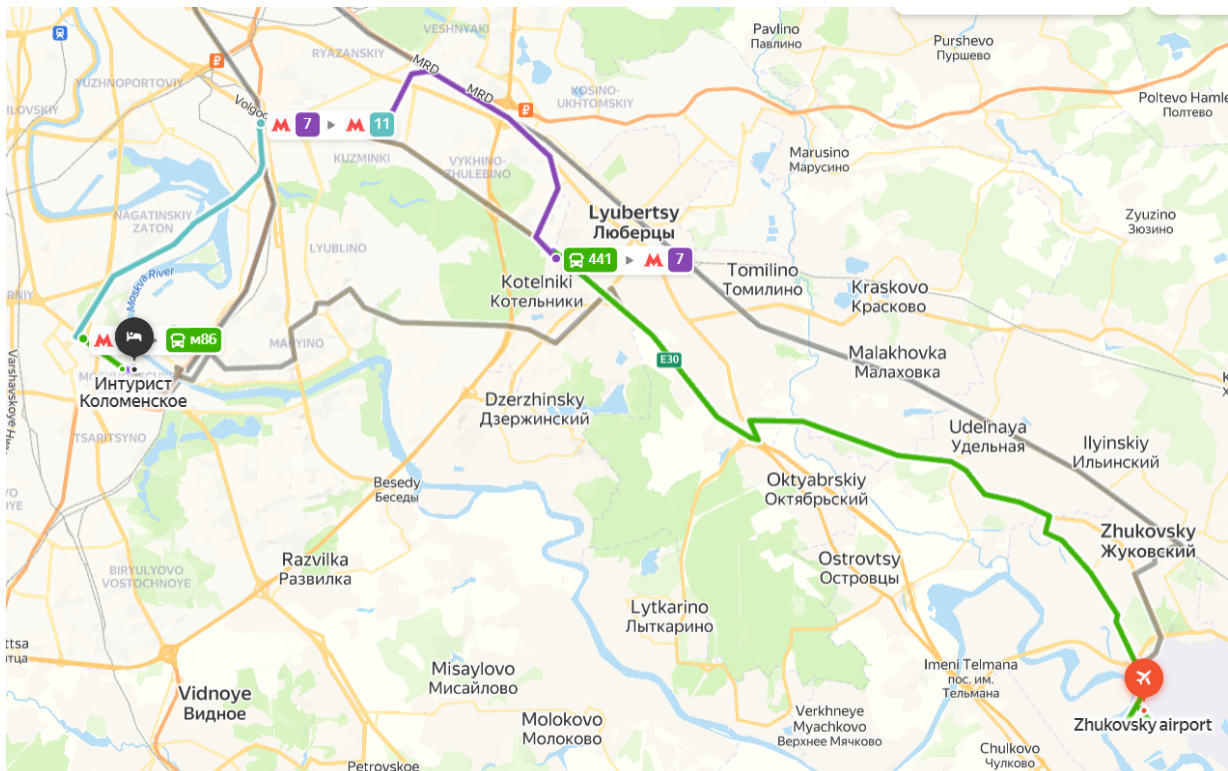 VESHNYAKI
Pavlino
Павлино
Purshevo
Пуршево
RYAZANSKIY
MRD
YUZHNOPORTOVIY
MRD
KOSINO-
UKHTOMSKIY
Poltevo Hamle
Полтево
Volgog
7
11
KUZMINKI
VYKHINO-
ZHULEBINO
Marusino
Марусино
NAGATINSKIY
ZATON
Lyubertsy
Люберцы
Zyuzino
Зюзино
LYUBLINO
441
7
Moskva River
Kotelniki
Котельники
Tomilino
Томилино
Kraskovo
Красково
м86
MARYINO
E30
Malakhovka
Малаховка
Varshavskoye
Интурист
Коломенское
Dzerzhinsky
Дзержинский
TSARITSYNO
Udelnaya
Удельная
Ilyinskiy
Ильинский
Besedy
Беседы
Oktyabrskiy
Октябрьский
Zhukovsky
Жуковский
Razvilka
Развилка
BIRYULYOVO
VOSTOCHNOYE
Ostrovtsy
Островцы
Lytkarino
Лыткарино
Misaylovo
Мисайлово
Imeni Telmana
пос. им.
Тельмана
Vidnoye
Видное
Molokovo
Молоково
Verkhneye
Myachkovo
Верхнее Мячково
Zhukovsky airport
Chulkovo
Чулково
Petrovskoe